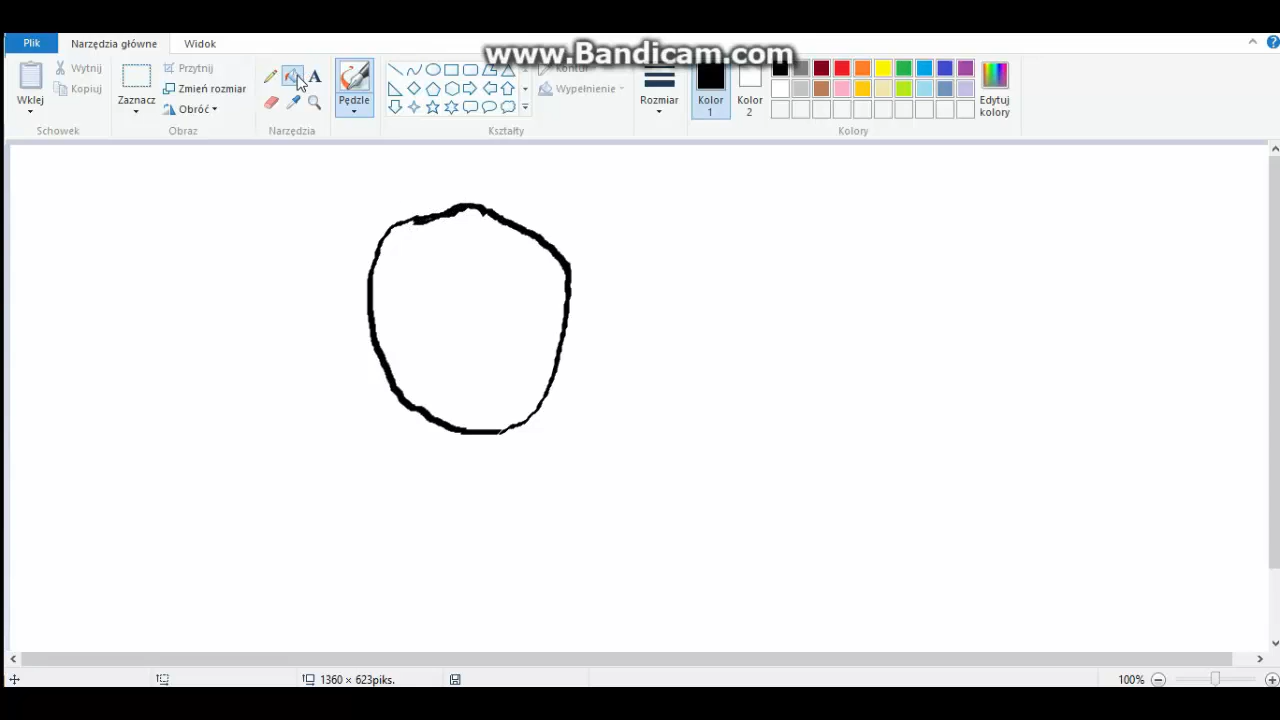 www.Bandicam.com
Plik Narzędzia główne Widok
Wklej
Wytnij
Kopiuj
Schowek
Zaznacz
Przytnij
Zmień rozmiar
Obróć
Obraz
A
Narzędzia
Pędzle
Kształty
Kontur
Wypełnienie
Rozmiar
Kolor
1
Kolor
2
Edytuj
kolory
Kolory
1360 × 623piks.
100%